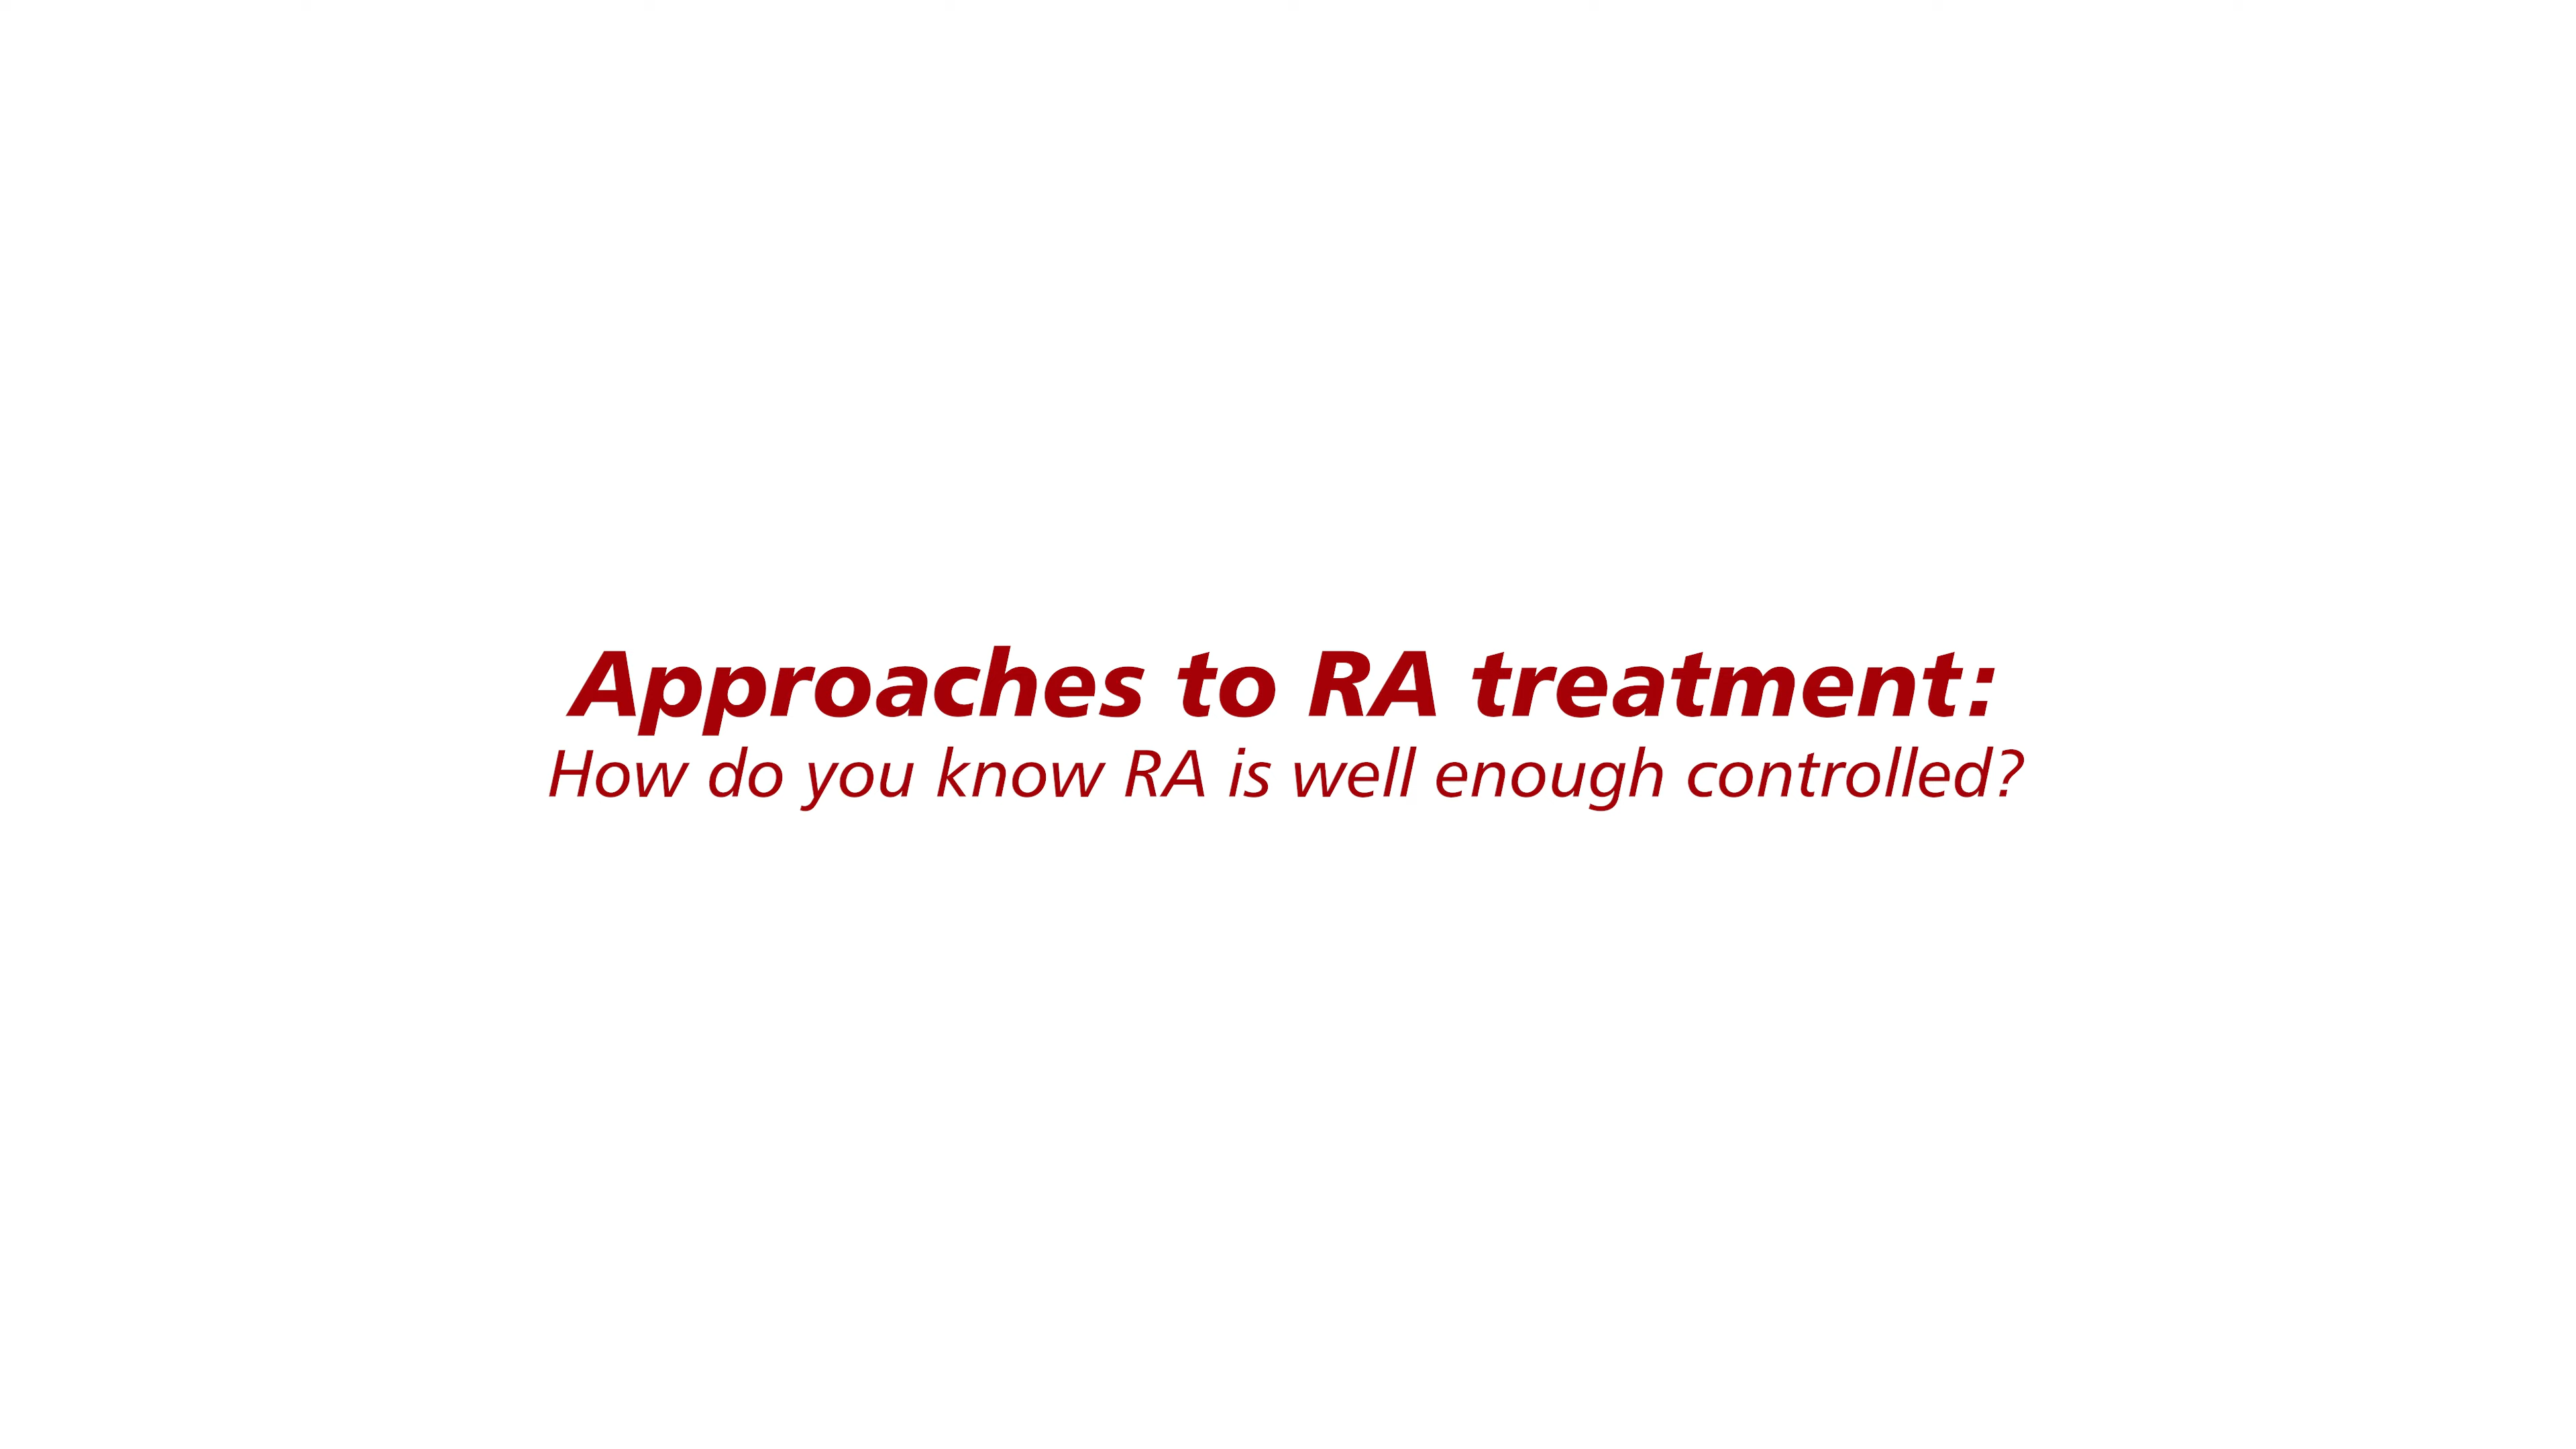 Approaches to RA treatment:
How do you know RA is well enough controlled?